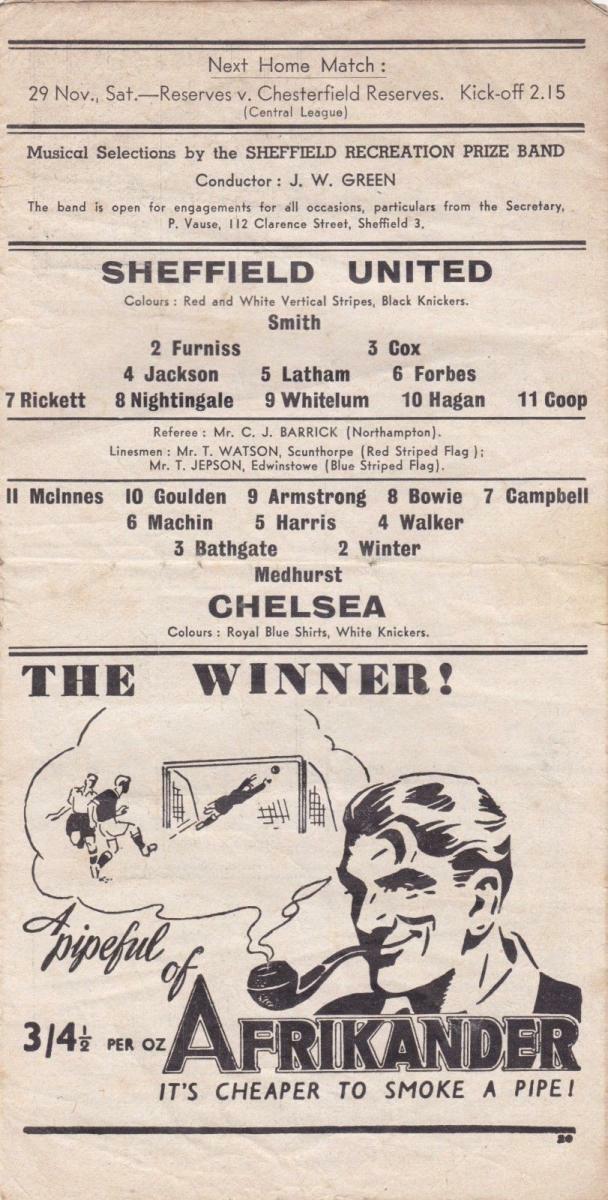 Next Home Match :
29 Nov., Sat.—Reserves v. Chesterfield Reserves. Kick-off 2.15
(Central League)
Musical Selections by the SHEFFIELD RECREATION PRIZE BAND
Conductor : J. W. GREEN
The band is open for engagements for all occasions, particulars from the Secretary,
P. Vause, 112 Clarence Street, Sheffield 3.
SHEFFIELD UNITED
Colours : Red and White Vertical Stripes, Black Knickers.
Smith
2 Furniss 3 Cox
4 Jackson 5 Latham 6 Forbes
7 Rickett 8 Nightingale 9 Whitelum 10 Hagan 11 Coop
Referee : Mr. C. J. BARRICK (Northampton).
Linesmen : Mr. T. WATSON, Scunthorpe (Red Striped Flag) ;
Mr. T. JEPSON, Edwinstowe (Blue Striped Flag).
11 McInnes 10 Goulden 9 Armstrong 8 Bowie 7 Campbell
6 Machin 5 Harris 4 Walker
3 Bathgate 2 Winter
Medhurst
CHELSEA
Colours : Royal Blue Shirts, White Knickers.
THE WINNER!
A pipeful of
3/4½ PER OZ AFRIKANDER
IT'S CHEAPER TO SMOKE A PIPE!
20